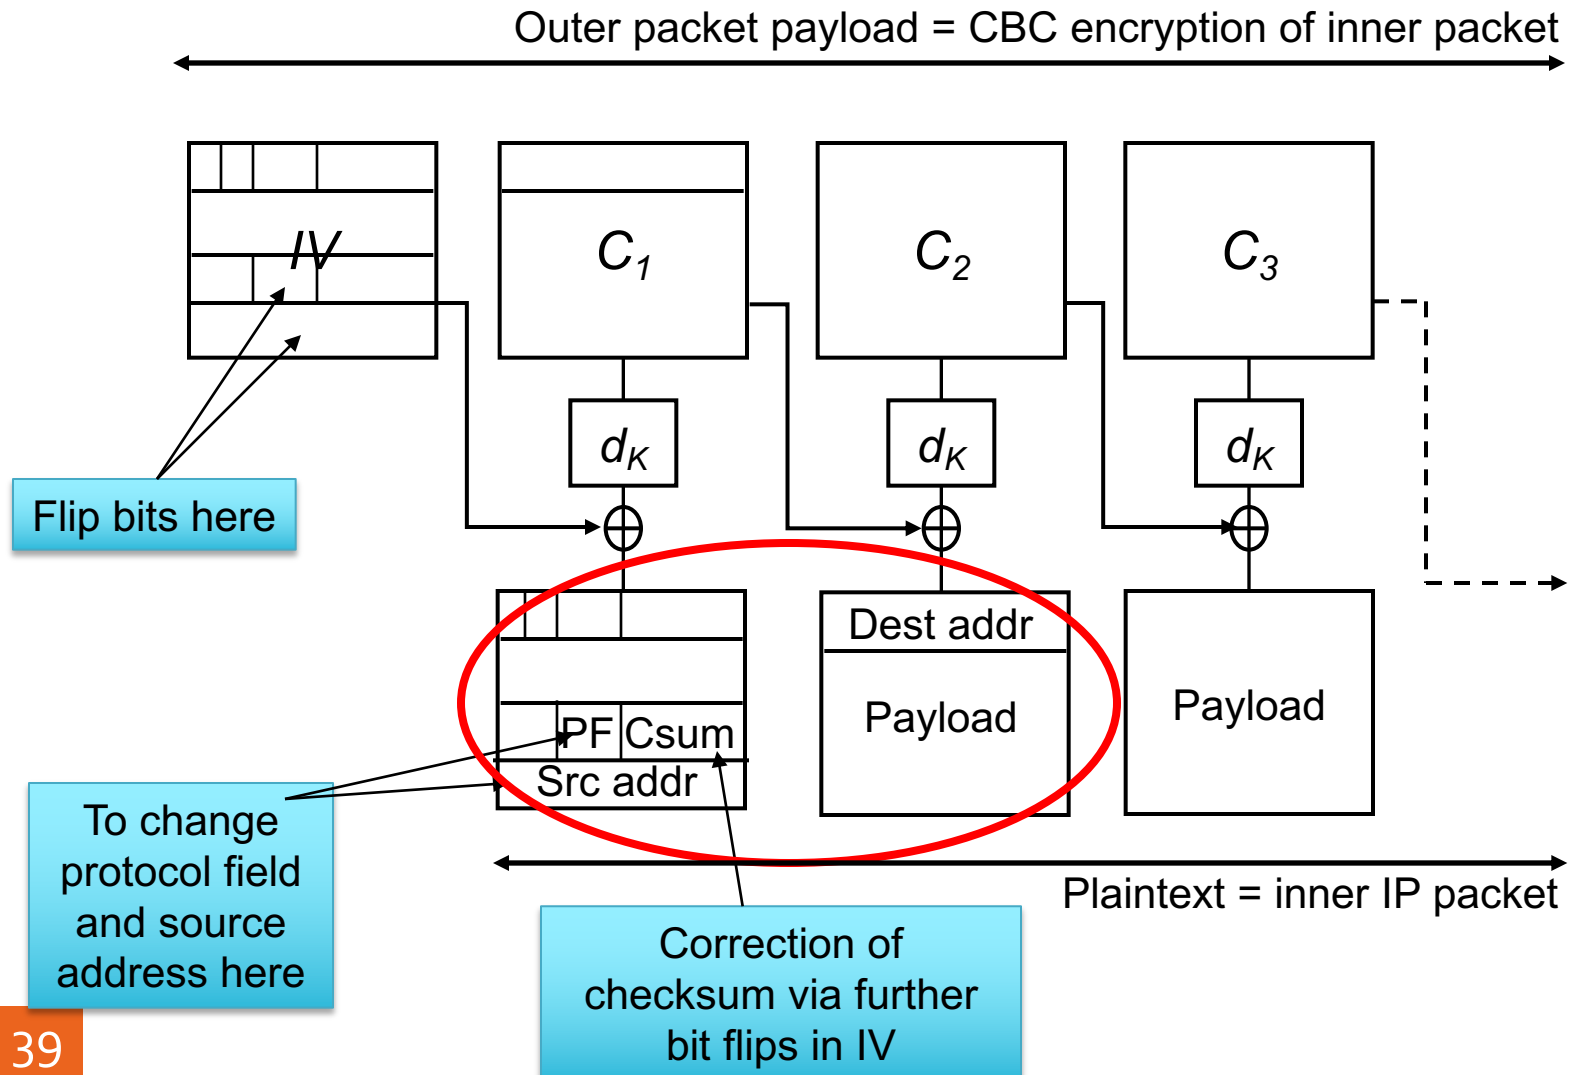 Outer packet payload = CBC encryption of inner packet
IV
C1
C2
C3
dK
dK
dK
Flip bits here
Dest addr
Payload
Payload
PF
Csum
Src addr
To change
protocol field
and source
address here
Plaintext = inner IP packet
Correction of
checksum via further
bit flips in IV
39